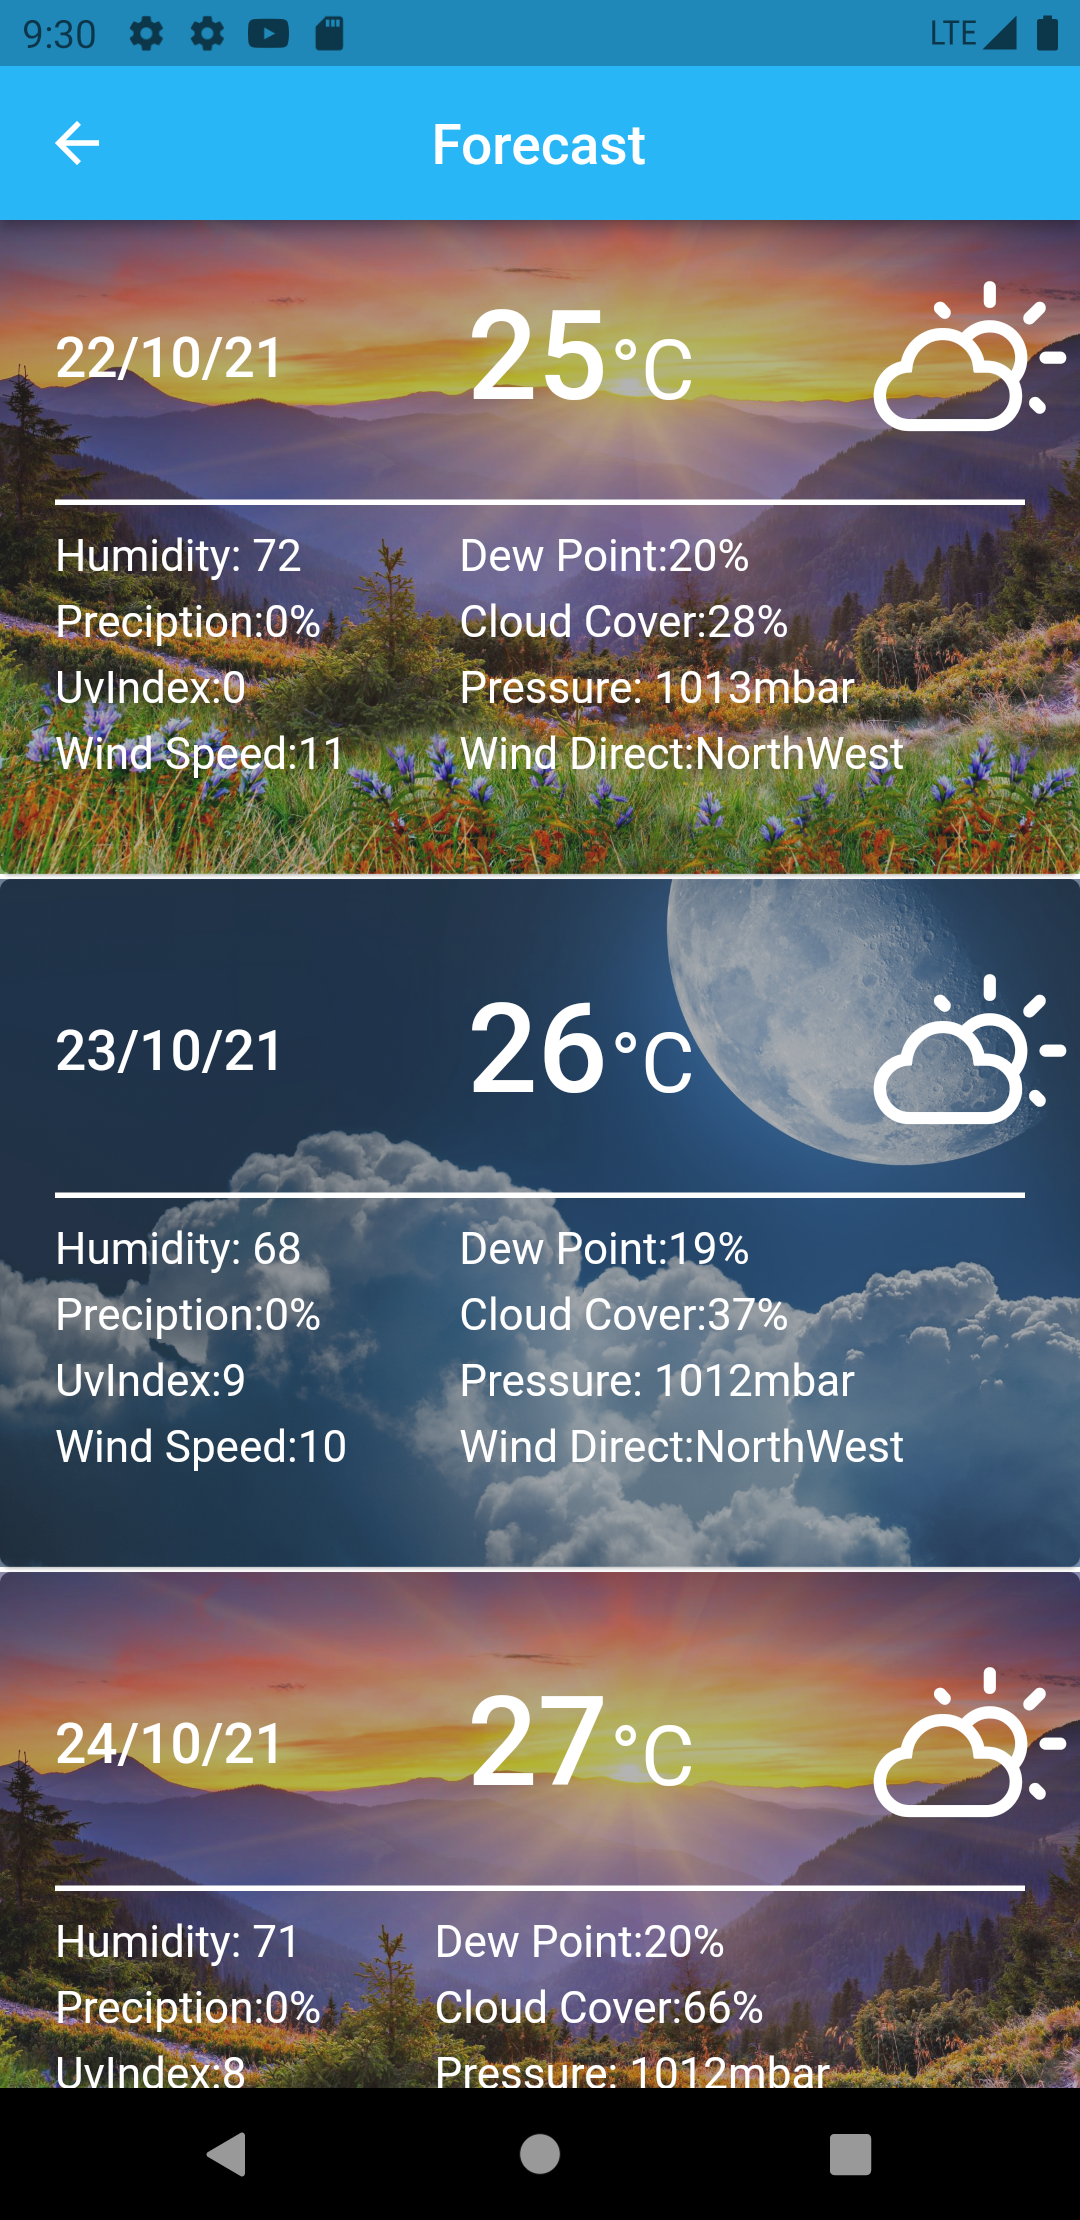 9:30 LTE
Forecast
22/10/21 25°C
Humidity: 72 Dew Point:20%
Preciption:0% Cloud Cover:28%
UvIndex:0 Pressure: 1013mbar
Wind Speed:11 Wind Direct:NorthWest
23/10/21 26°C
Humidity: 68 Dew Point:19%
Preciption:0% Cloud Cover:37%
UvIndex:9 Pressure: 1012mbar
Wind Speed:10 Wind Direct:NorthWest
24/10/21 27°C
Humidity: 71 Dew Point:20%
Preciption:0% Cloud Cover:66%
UvIndex:8 Pressure: 1012mbar